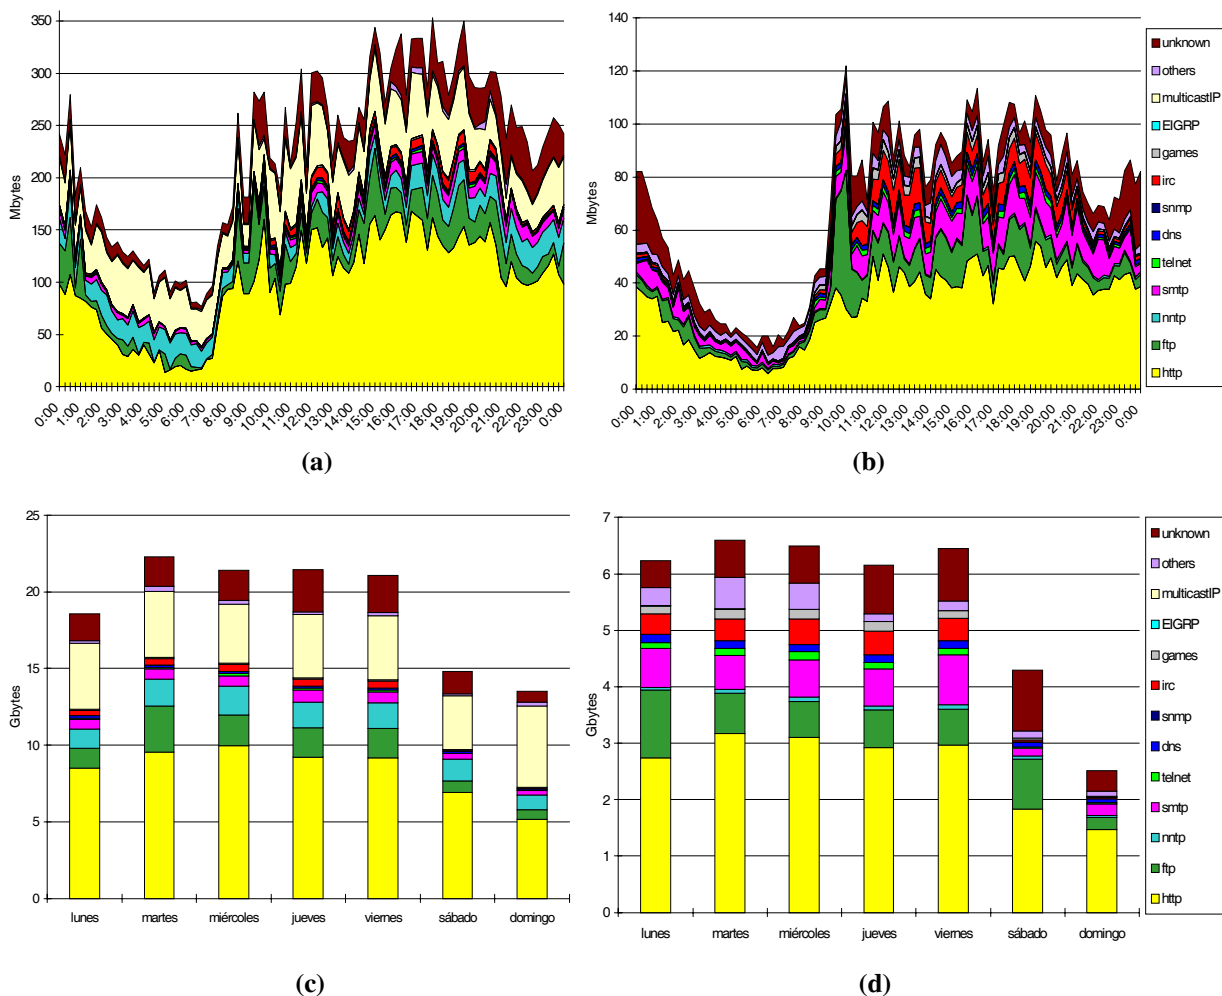 350
300
250
200
150
100
50
0
Mbytes
0:00
1:00
2:00
3:00
4:00
5:00
6:00
7:00
8:00
9:00
10:00
11:00
12:00
13:00
14:00
15:00
16:00
17:00
18:00
19:00
20:00
21:00
22:00
23:00
0:00
(a)
140
120
100
80
60
40
20
0
Mbytes
0:00
1:00
2:00
3:00
4:00
5:00
6:00
7:00
8:00
9:00
10:00
11:00
12:00
13:00
14:00
15:00
16:00
17:00
18:00
19:00
20:00
21:00
22:00
23:00
0:00
(b)
unknown
others
multicastIP
EIGRP
games
irc
snmp
dns
telnet
smtp
nntp
ftp
http
25
20
15
10
5
0
Gbytes
lunes
martes
miércoles
jueves
viernes
sábado
domingo
(c)
7
6
5
4
3
2
1
0
Gbytes
lunes
martes
miércoles
jueves
viernes
sábado
domingo
(d)
unknown
others
multicastIP
EIGRP
games
irc
snmp
dns
telnet
smtp
nntp
ftp
http